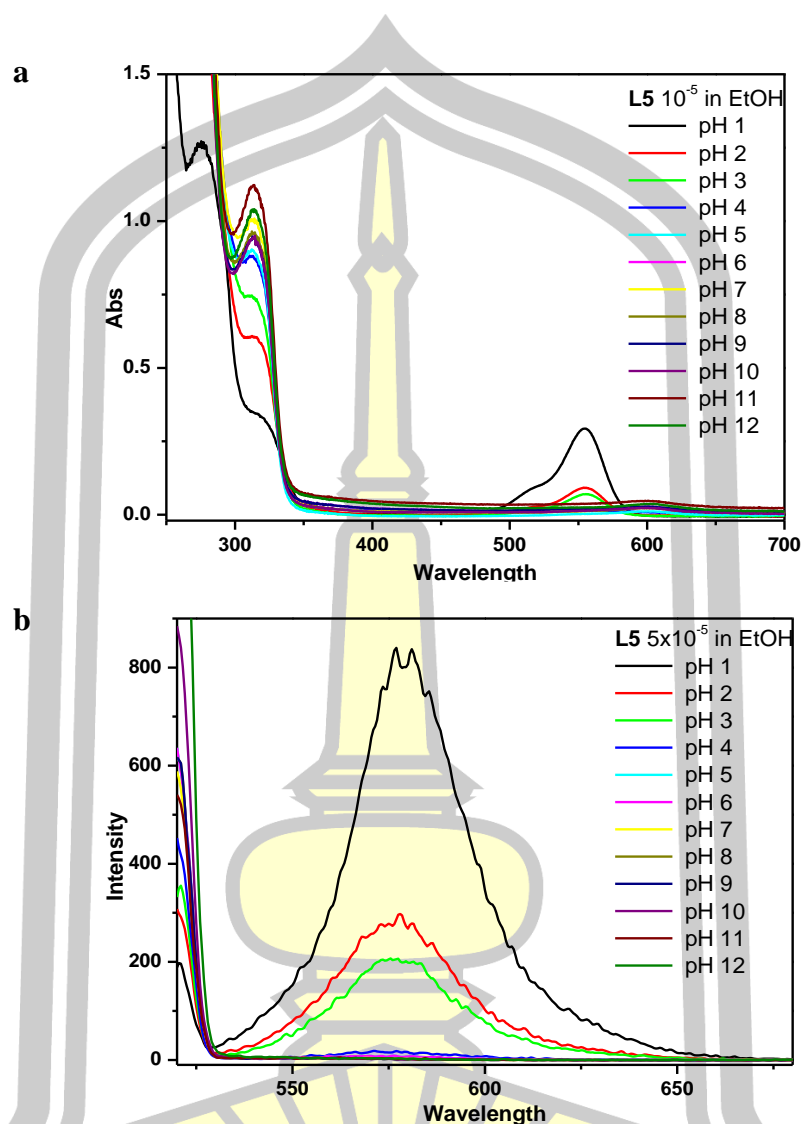 a
1.5
1.0
0.5
0.0
Abs
300
400
500
600
700
Wavelength
L5 10⁻⁵ in EtOH
pH 1
pH 2
pH 3
pH 4
pH 5
pH 6
pH 7
pH 8
pH 9
pH 10
pH 11
pH 12
b
800
600
400
200
0
Intensity
550
600
650
Wavelength
L5 5x10⁻⁵ in EtOH
pH 1
pH 2
pH 3
pH 4
pH 5
pH 6
pH 7
pH 8
pH 9
pH 10
pH 11
pH 12